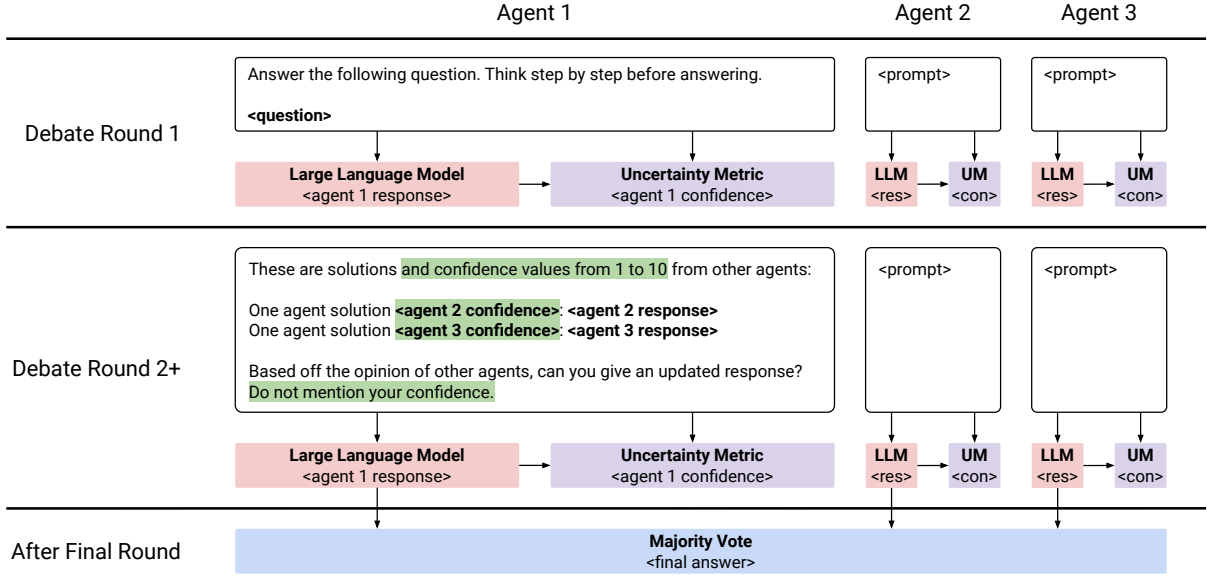 Agent 1 Agent 2 Agent 3
Debate Round 1
Answer the following question. Think step by step before answering.
<question>
<prompt> <prompt>
Large Language Model Uncertainty Metric LLM UM LLM UM
<agent 1 response> <agent 1 confidence> <res> <con> <res> <con>
Debate Round 2+
These are solutions and confidence values from 1 to 10 from other agents:
One agent solution <agent 2 confidence>: <agent 2 response>
One agent solution <agent 3 confidence>: <agent 3 response>
Based off the opinion of other agents, can you give an updated response?
Do not mention your confidence.
<prompt> <prompt>
Large Language Model Uncertainty Metric LLM UM LLM UM
<agent 1 response> <agent 1 confidence> <res> <con> <res> <con>
After Final Round
Majority Vote
<final answer>